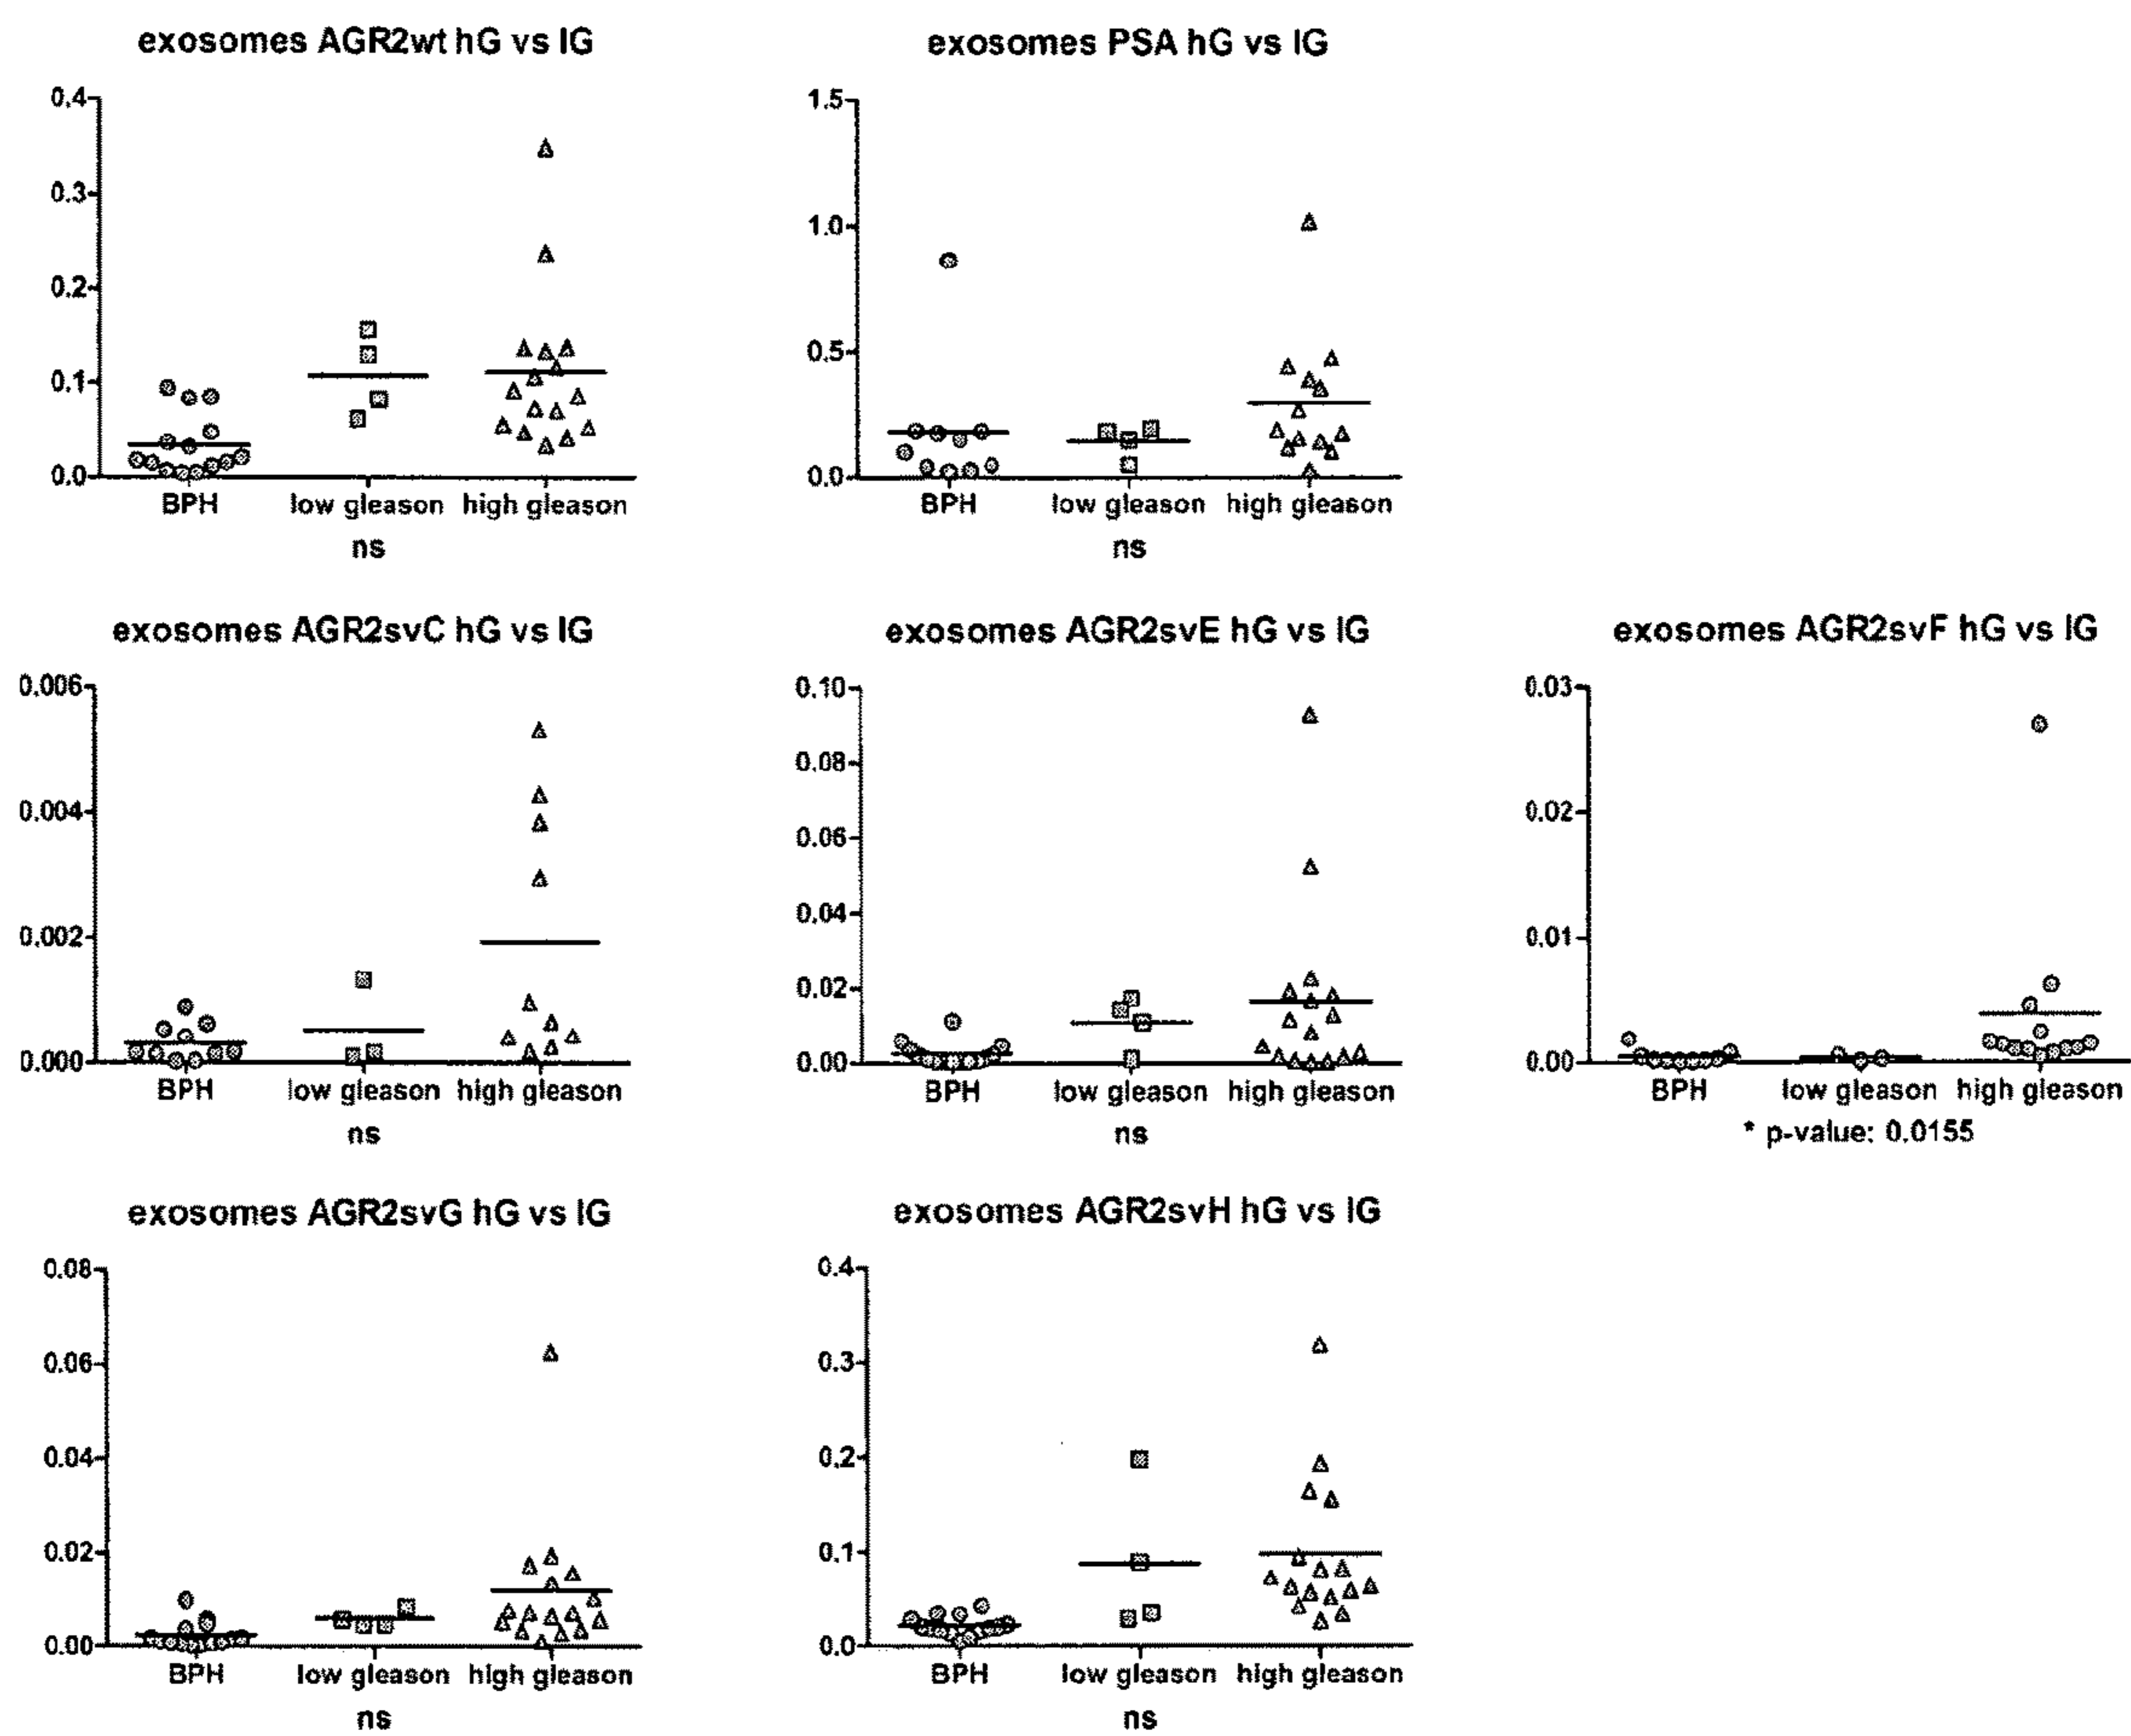 exosomes AGR2wt hG vs lG
0.4
0.3
0.2
0.1
0.0
BPH low gleason high gleason
ns
exosomes PSA hG vs lG
1.5
1.0
0.5
0.0
BPH low gleason high gleason
ns
exosomes AGR2svC hG vs lG
0.006
0.004
0.002
0.000
BPH low gleason high gleason
ns
exosomes AGR2svE hG vs lG
0.10
0.08
0.06
0.04
0.02
0.00
BPH low gleason high gleason
ns
exosomes AGR2svF hG vs lG
0.03
0.02
0.01
0.00
BPH low gleason high gleason
* p-value: 0.0155
exosomes AGR2svG hG vs lG
0.08
0.06
0.04
0.02
0.00
BPH low gleason high gleason
ns
exosomes AGR2svH hG vs lG
0.4
0.3
0.2
0.1
0.0
BPH low gleason high gleason
ns